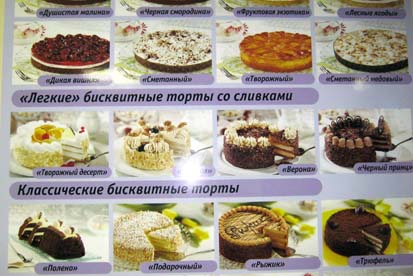 «Душистая малина»
«Черная смородина»
«Фруктовая экзотика»
«Лесные ягоды»
«Дикая вишня»
«Сметанный»
«Творожный»
«Сметанный медовый»
«Легкие» бисквитные торты со сливками
«Творожный десерт»
«Верона»
«Черный принц»
Классические бисквитные торты
«Полено»
«Подарочный»
«Рыжик»
«Трюфель»